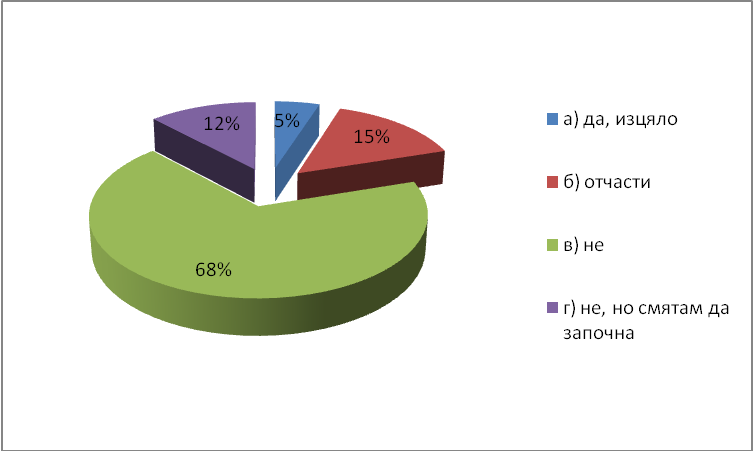 12%
5%
15%
68%
а) да, изцяло
б) отчасти
в) не
г) не, но смятам да
започна